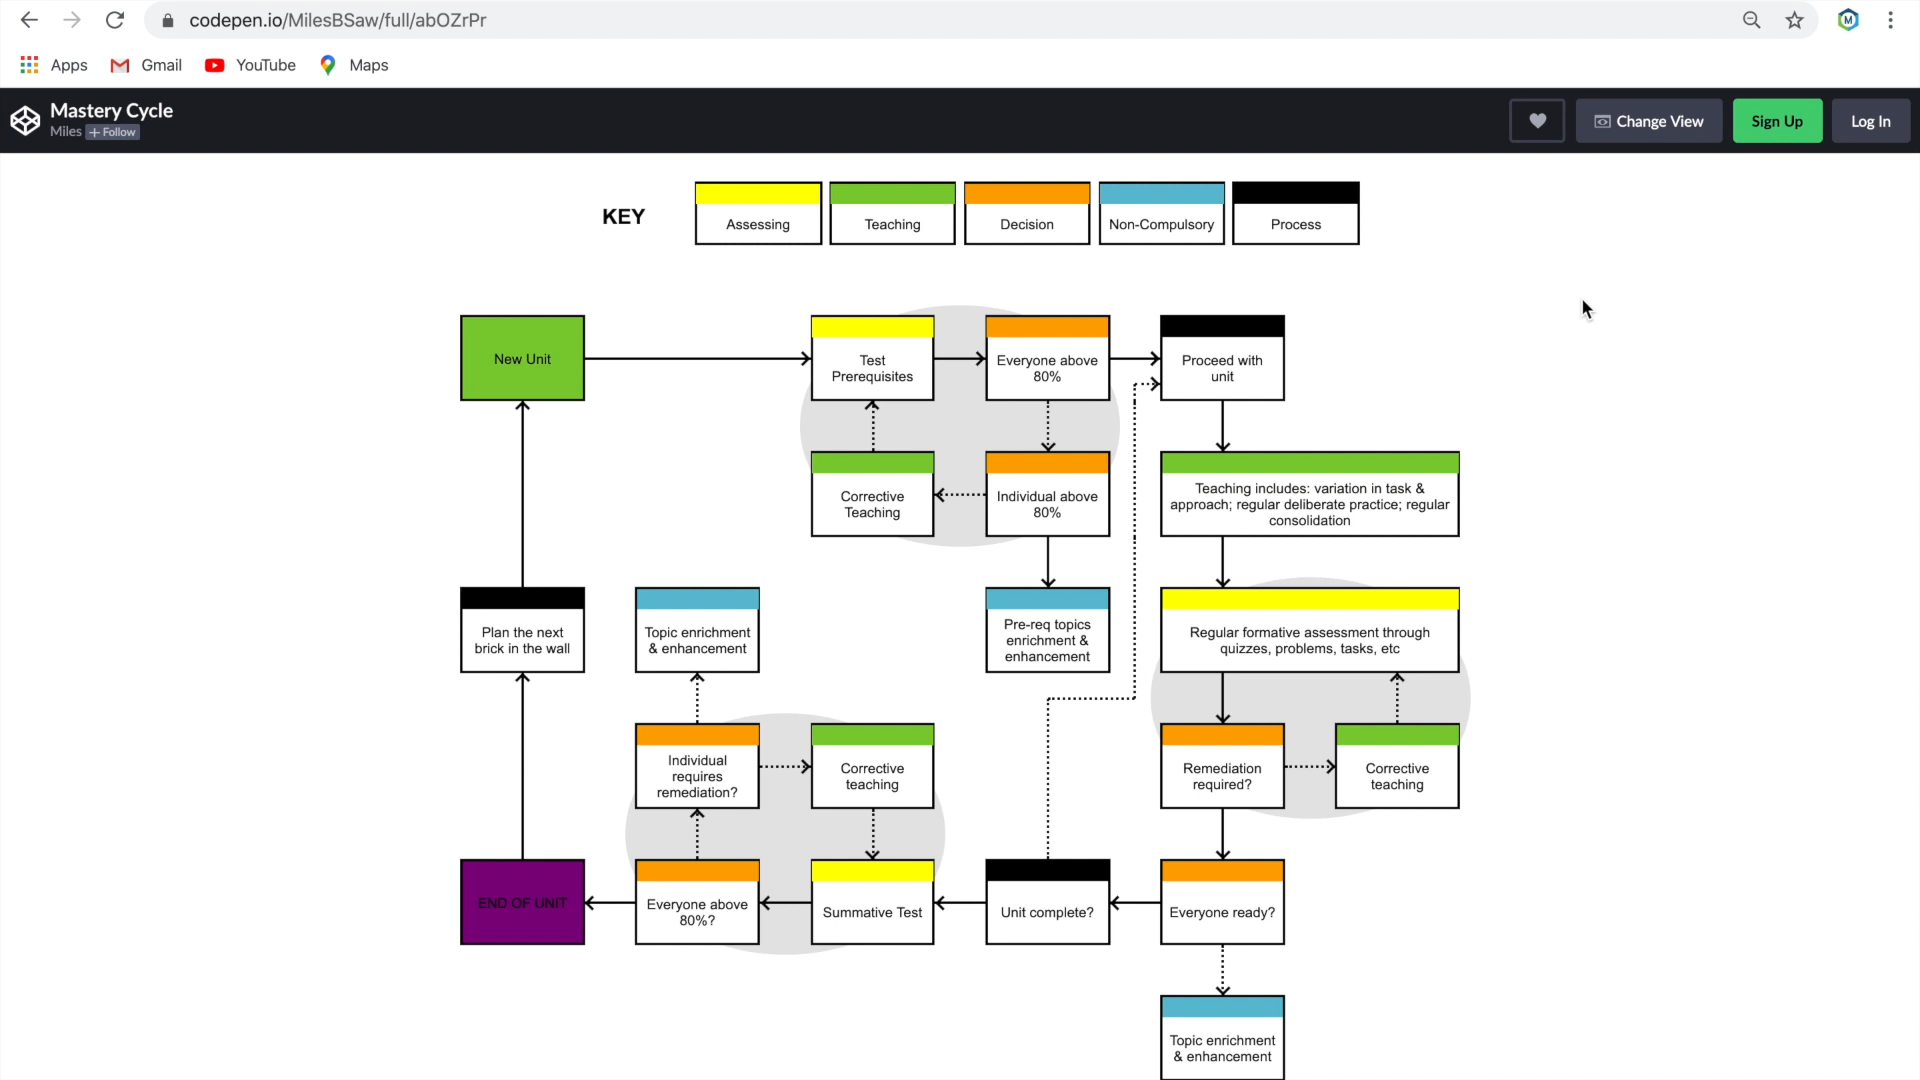 codepen.io/MilesBSaw/full/abOZrPr
Apps Gmail YouTube Maps
Mastery Cycle
Miles + Follow
Change View Sign Up Log In
KEY
Assessing
Teaching
Decision
Non-Compulsory
Process
New Unit
Test
Prerequisites
Everyone above
80%
Proceed with
unit
Corrective
Teaching
Individual above
80%
Teaching includes: variation in task &
approach; regular deliberate practice; regular
consolidation
Plan the next
brick in the wall
Topic enrichment
& enhancement
Pre-req topics
enrichment &
enhancement
Regular formative assessment through
quizzes, problems, tasks, etc
Individual
requires
remediation?
Corrective
teaching
Remediation
required?
Corrective
teaching
END OF UNIT
Everyone above
80%?
Summative Test
Unit complete?
Everyone ready?
Topic enrichment
& enhancement